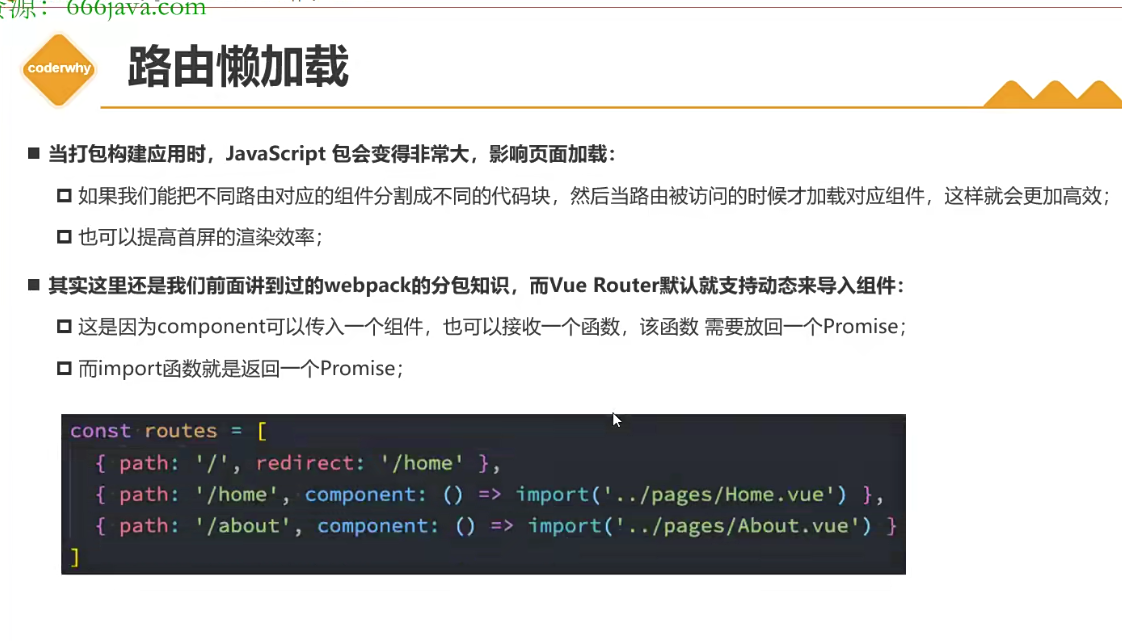 资源：666java.com
coderwhy
路由懒加载
当打包构建应用时，JavaScript 包会变得非常大，影响页面加载：
如果我们能把不同路由对应的组件分割成不同的代码块，然后当路由被访问的时候才加载对应组件，这样就会更加高效；
也可以提高首屏的渲染效率；
其实这里还是我们前面讲到过的webpack的分包知识，而Vue Router默认就支持动态来导入组件：
这是因为component可以传入一个组件，也可以接收一个函数，该函数 需要放回一个Promise；
而import函数就是返回一个Promise；
const routes = [
{ path: '/', redirect: '/home' },
{ path: '/home', component: () => import('../pages/Home.vue') },
{ path: '/about', component: () => import('../pages/About.vue') }
]